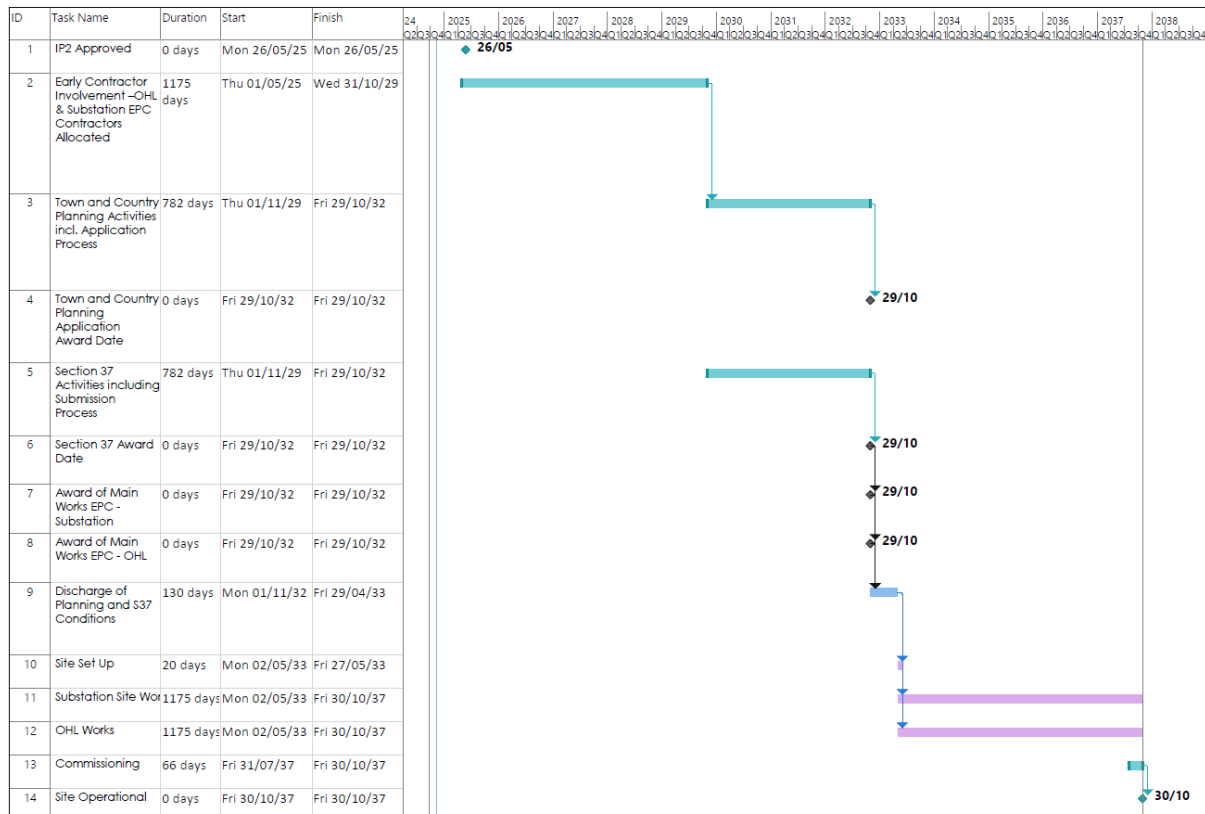 ID Task Name Duration Start Finish
24 2025 2026 2027 2028 2029 2030 2031 2032 2033 2034 2035 2036 2037 2038
Q2Q3Q4Q1Q2Q3Q4Q1Q2Q3Q4Q1Q2Q3Q4Q1Q2Q3Q4Q1Q2Q3Q4Q1Q2Q3Q4Q1Q2Q3Q4Q1Q2Q3Q4Q1Q2Q3Q4Q1Q2Q3Q4Q1Q2Q3Q4Q1Q2Q3Q4Q1Q2Q3Q4Q1Q2Q3Q4
1 IP2 Approved 0 days Mon 26/05/25 Mon 26/05/25 26/05
2 Early Contractor 1175 Thu 01/05/25 Wed 31/10/29
Involvement –OHL days
& Substation EPC
Contractors
Allocated
3 Town and Country 782 days Thu 01/11/29 Fri 29/10/32
Planning Activities
incl. Application
Process
4 Town and Country 0 days Fri 29/10/32 Fri 29/10/32 29/10
Planning
Application
Award Date
5 Section 37 782 days Thu 01/11/29 Fri 29/10/32
Activities including
Submission
Process
6 Section 37 Award 0 days Fri 29/10/32 Fri 29/10/32 29/10
Date
7 Award of Main 0 days Fri 29/10/32 Fri 29/10/32 29/10
Works EPC -
Substation
8 Award of Main 0 days Fri 29/10/32 Fri 29/10/32 29/10
Works EPC - OHL
9 Discharge of 130 days Mon 01/11/32 Fri 29/04/33
Planning and S37
Conditions
10 Site Set Up 20 days Mon 02/05/33 Fri 27/05/33
11 Substation Site Wor 1175 days Mon 02/05/33 Fri 30/10/37
12 OHL Works 1175 days Mon 02/05/33 Fri 30/10/37
13 Commissioning 66 days Fri 31/07/37 Fri 30/10/37
14 Site Operational 0 days Fri 30/10/37 Fri 30/10/37 30/10